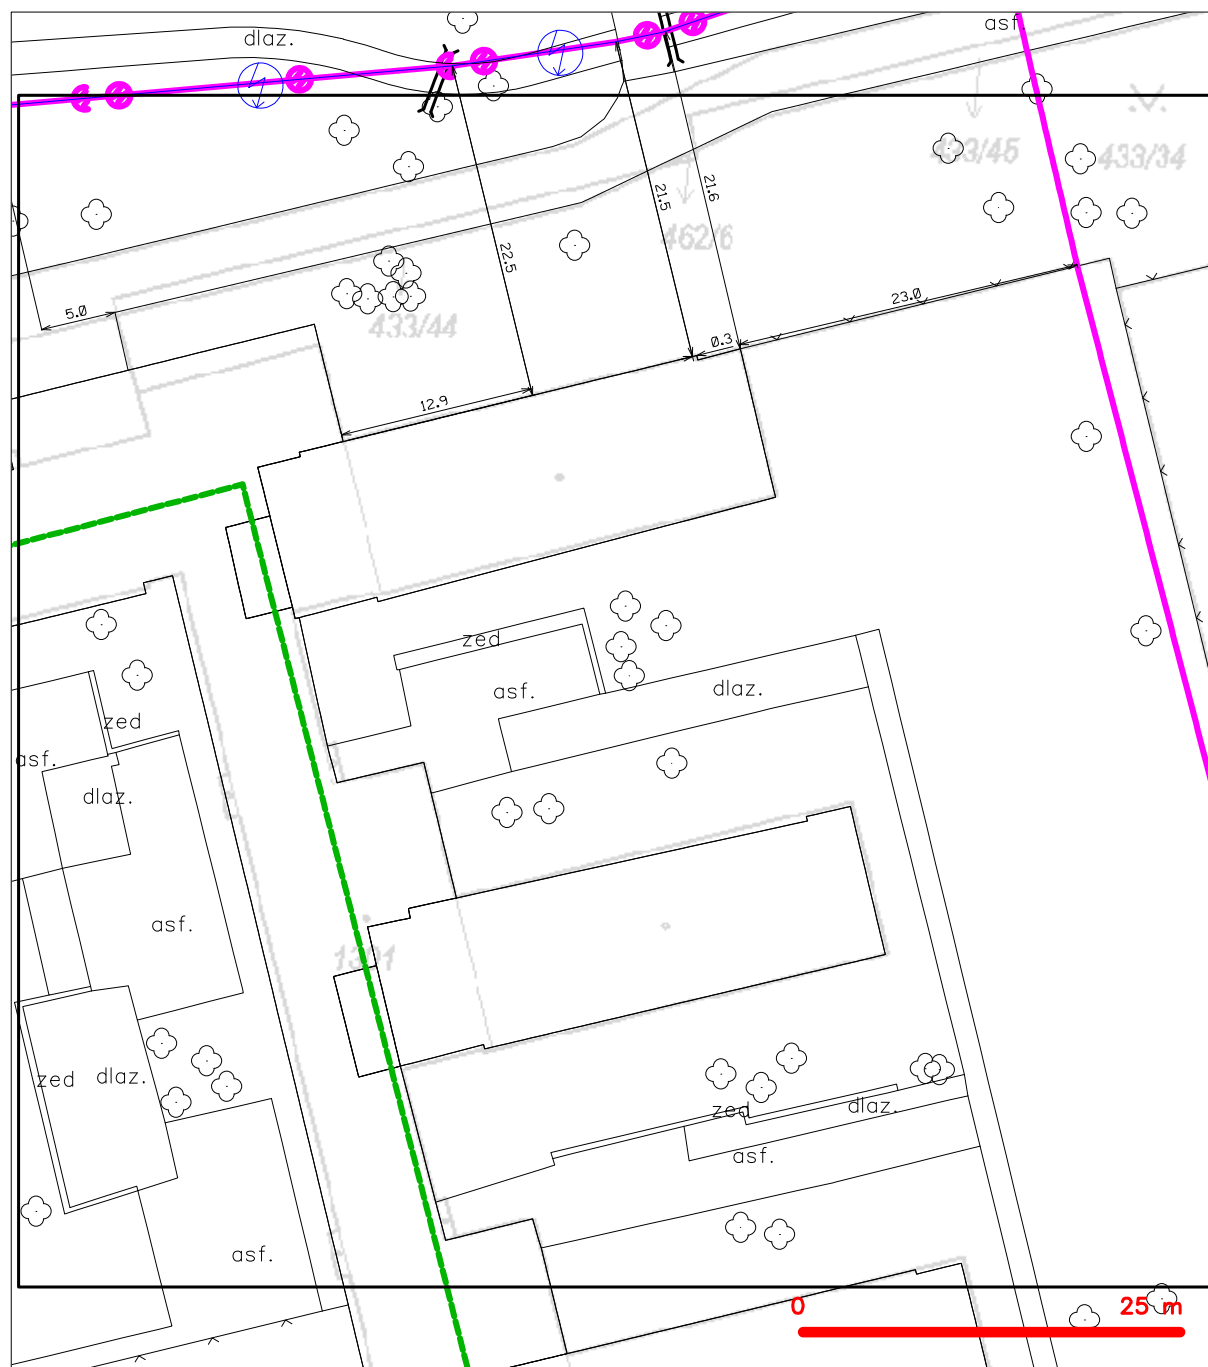 dlaz.
asf.
433/45
433/34
21.5
21.6
462/6
22.5
5.0
23.0
433/44
0.3
12.9
zed
asf.
dlaz.
zed
asf.
dlaz.
asf.
1301
zed
dlaz.
zed
dlaz.
asf.
asf.
0
25 m